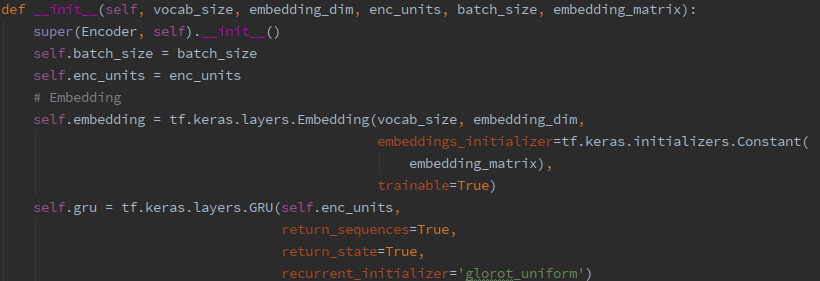 def __init__(self, vocab_size, embedding_dim, enc_units, batch_size, embedding_matrix):
    super(Encoder, self).__init__()
    self.batch_size = batch_size
    self.enc_units = enc_units
    # Embedding
    self.embedding = tf.keras.layers.Embedding(vocab_size, embedding_dim,
                                               embeddings_initializer=tf.keras.initializers.Constant(
                                                   embedding_matrix),
                                               trainable=True)
    self.gru = tf.keras.layers.GRU(self.enc_units,
                                   return_sequences=True,
                                   return_state=True,
                                   recurrent_initializer='glorot_uniform')